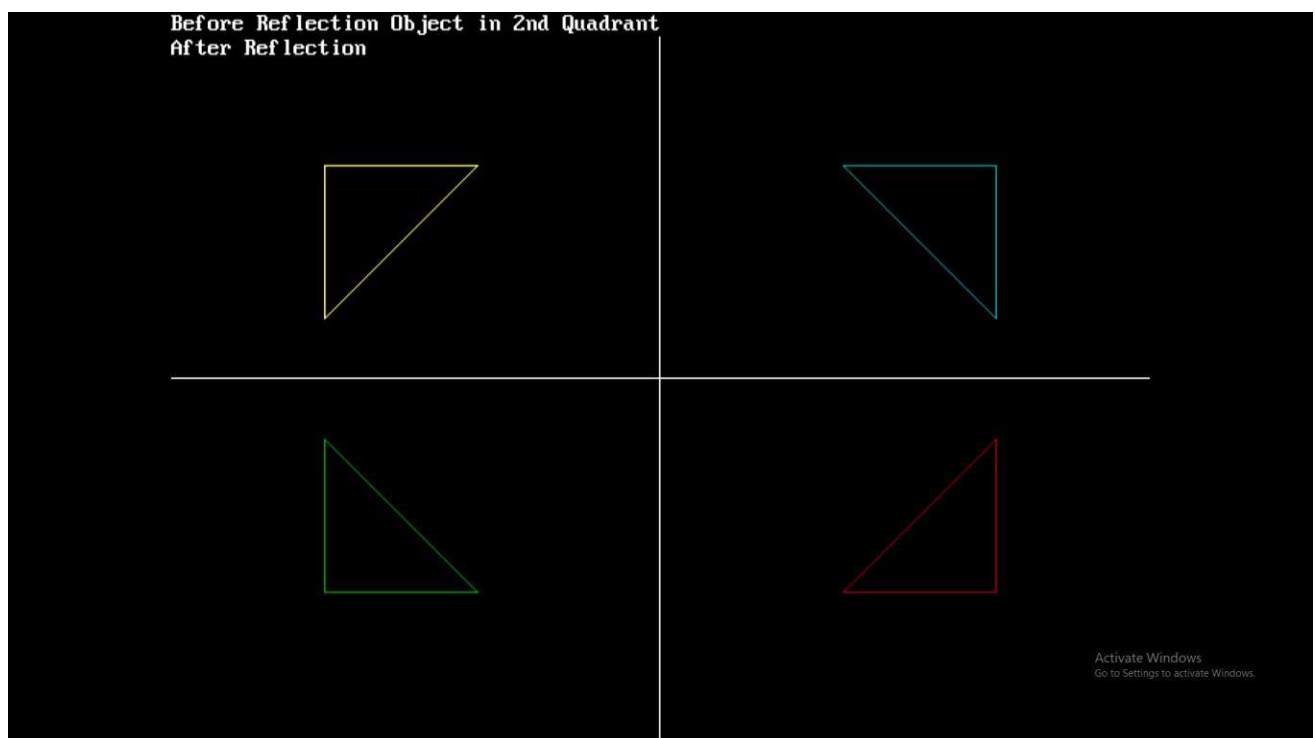 Before Reflection Object in 2nd Quadrant
After Reflection
Activate Windows
Go to Settings to activate Windows.